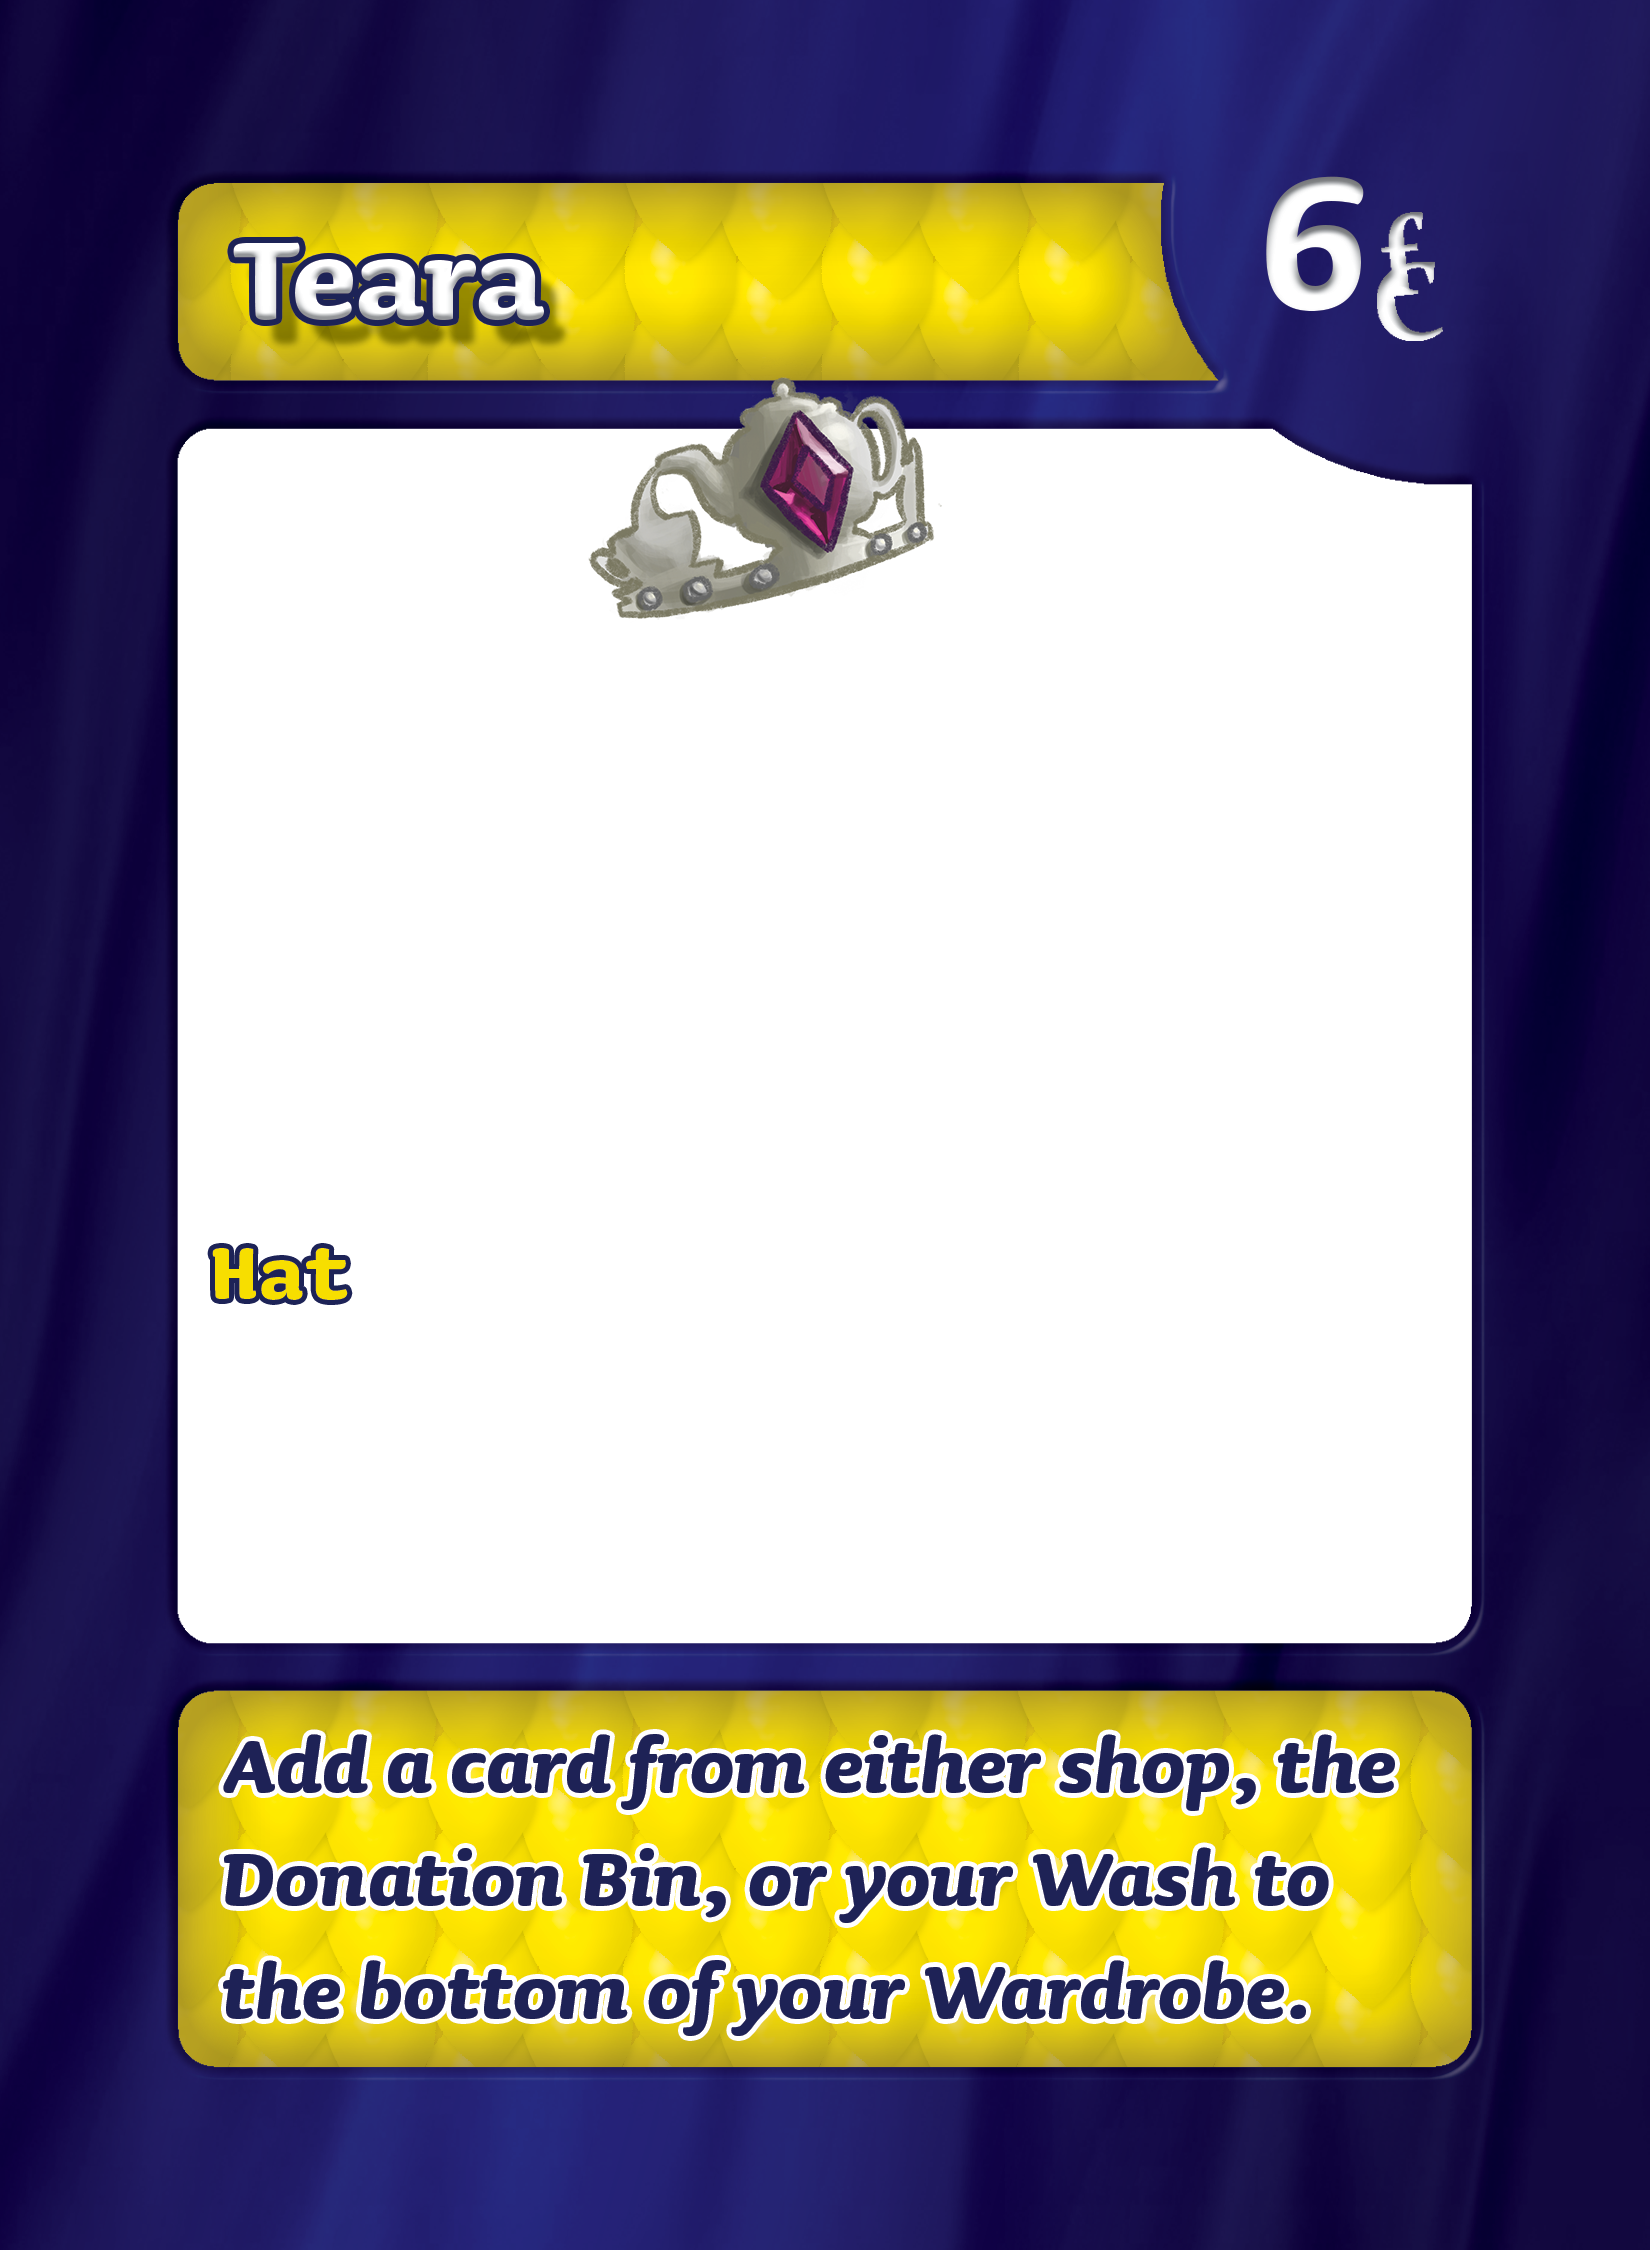 Teara
6 fC
Hat
Add a card from either shop, the
Donation Bin, or your Wash to
the bottom of your Wardrobe.